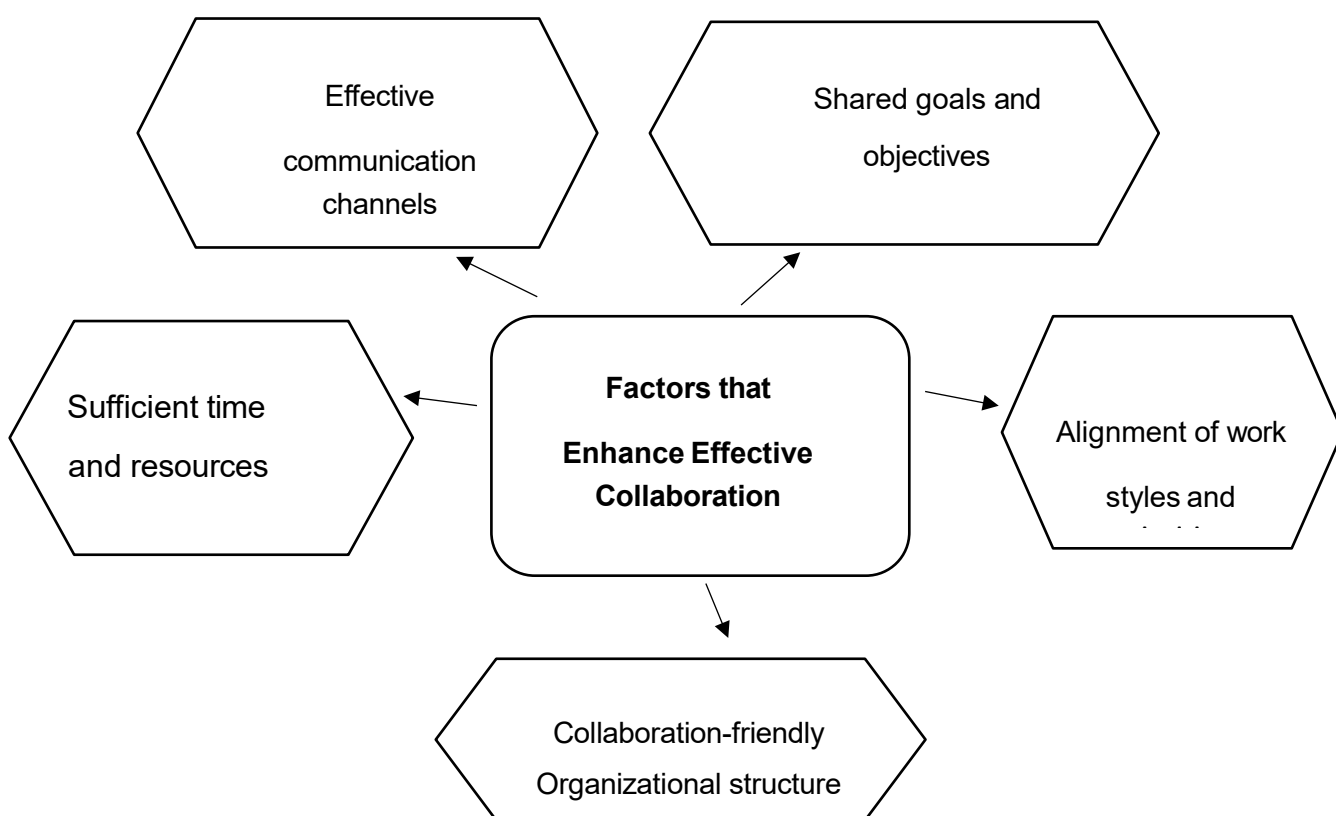 Effective
communication
channels
Shared goals and
objectives
Sufficient time
and resources
Factors that
Enhance Effective
Collaboration
Alignment of work
styles and
Collaboration-friendly
Organizational structure